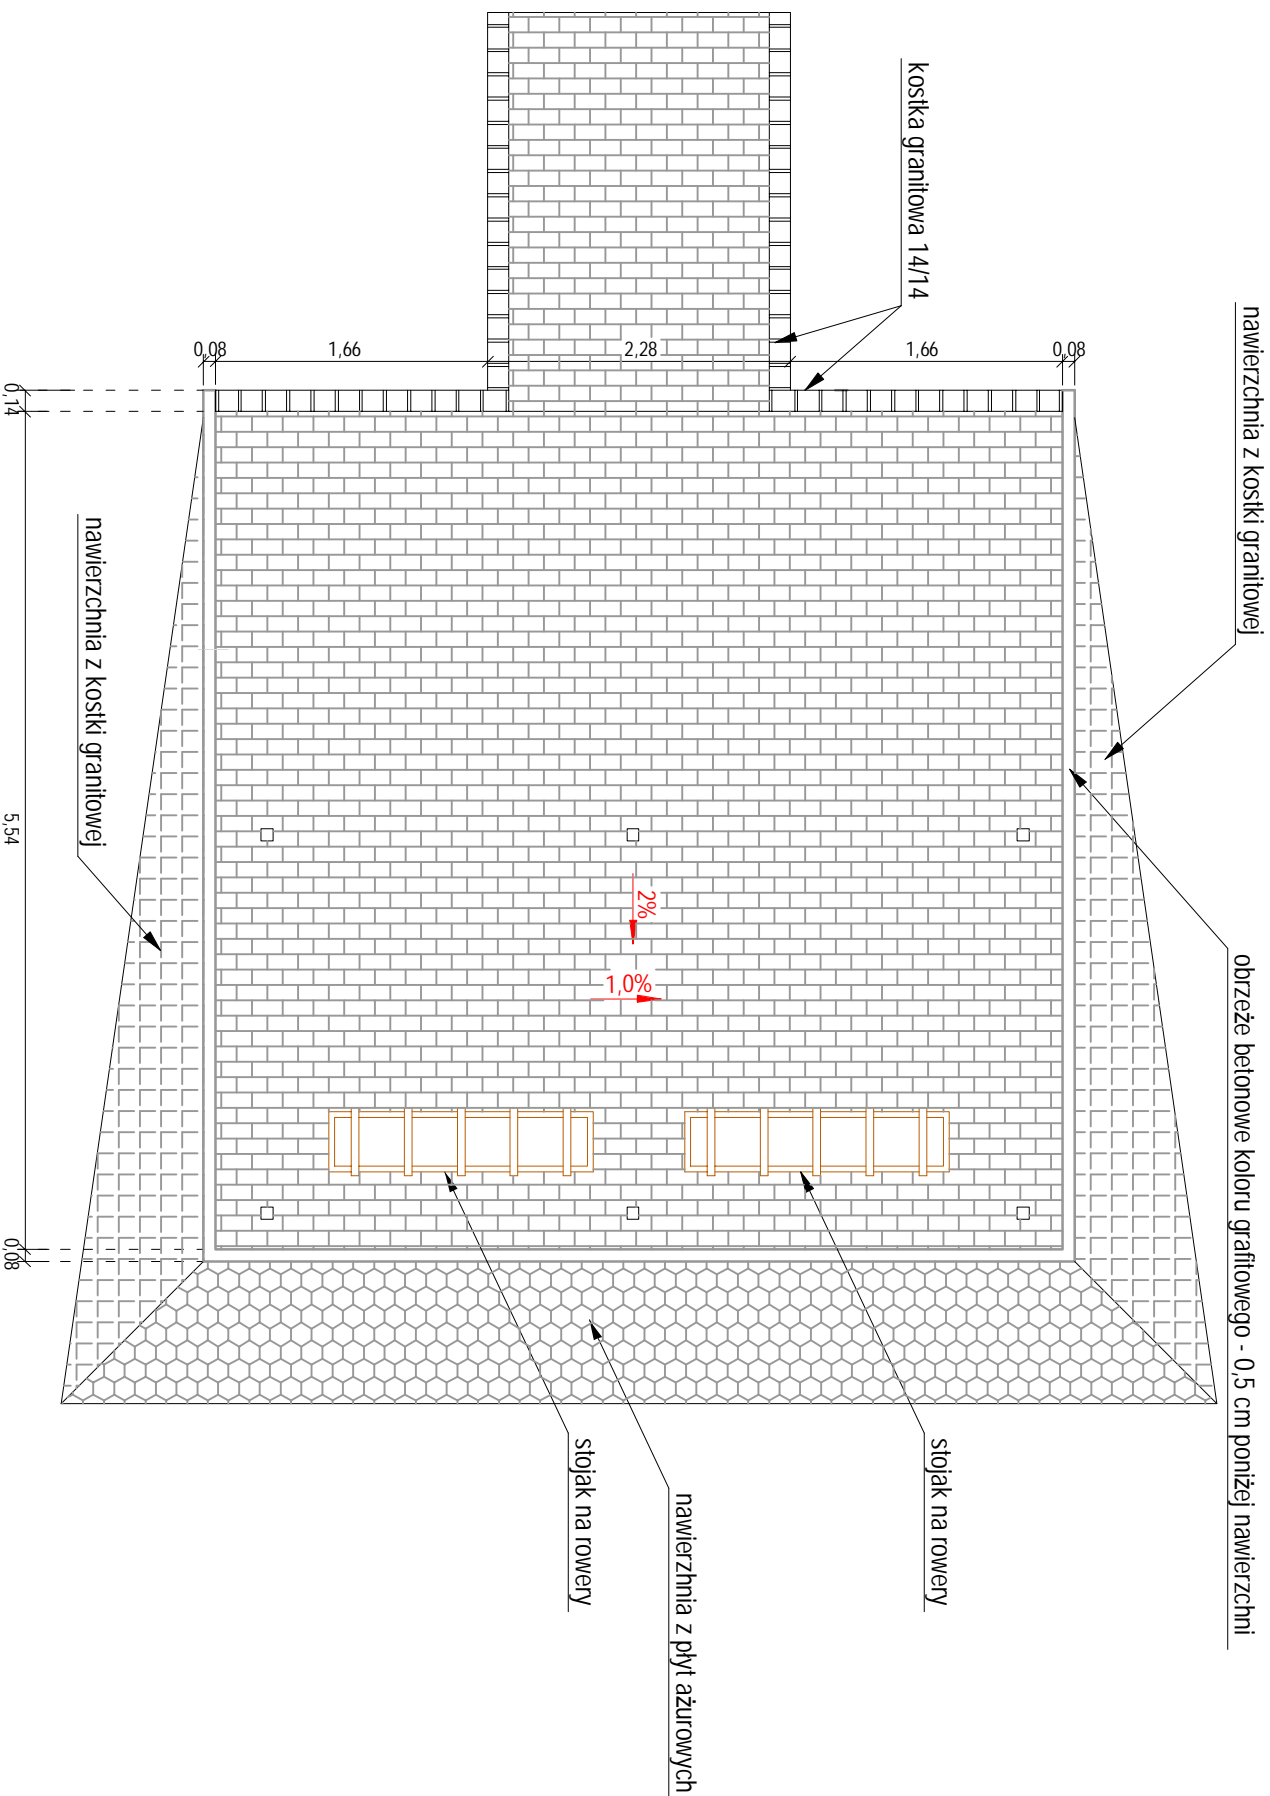 kostka granitowa 14/14
nawierzchnia z kostki granitowej
0,08
1,66
2,28
1,66
0,08
0,14
nawierzchnia z kostki granitowej
5,54
2%
1,0%
obrzeże betonowe koloru grafitowego - 0,5 cm poniżej nawierzchni
0,08
stojak na rowery
stojak na rowery
nawierzhnia z płyt ażurowych